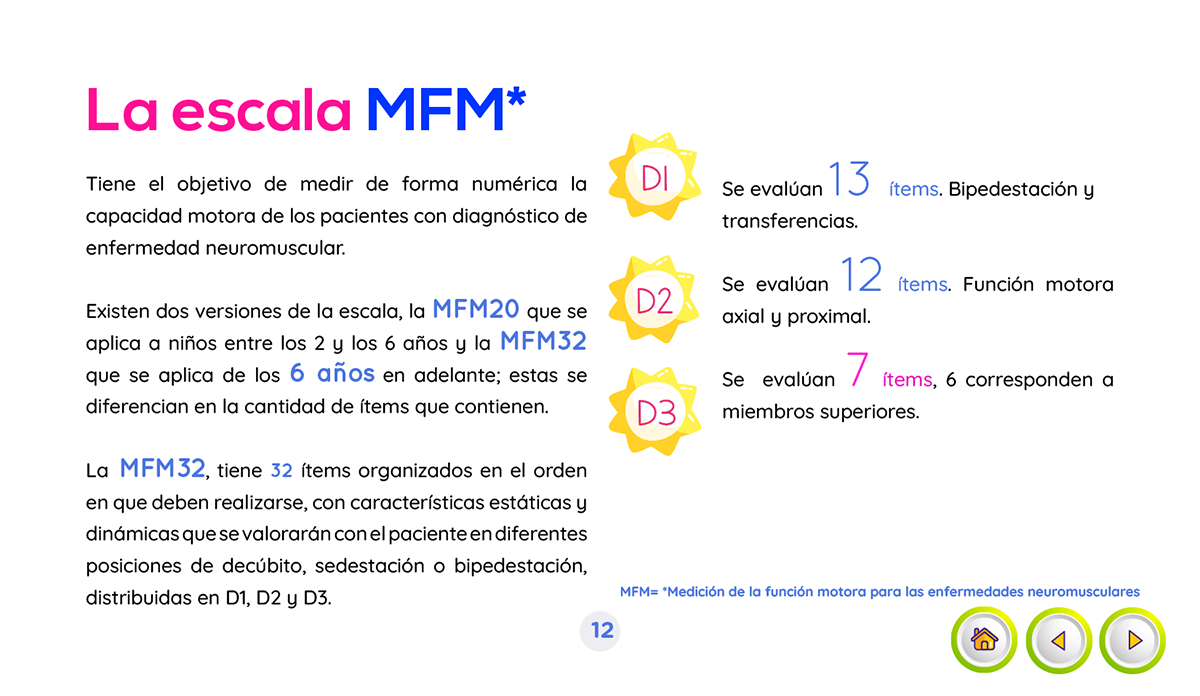 La escala MFM*
Tiene el objetivo de medir de forma numérica la
capacidad motora de los pacientes con diagnóstico de
enfermedad neuromuscular.
Existen dos versiones de la escala, la MFM20 que se
aplica a niños entre los 2 y los 6 años y la MFM32
que se aplica de los 6 años en adelante; estas se
diferencian en la cantidad de ítems que contienen.
La MFM32, tiene 32 ítems organizados en el orden
en que deben realizarse, con características estáticas y
dinámicas que se valorarán con el paciente en diferentes
posiciones de decúbito, sedestación o bipedestación,
distribuidas en D1, D2 y D3.
D1
Se evalúan 13 ítems. Bipedestación y
transferencias.
D2
Se evalúan 12 ítems. Función motora
axial y proximal.
D3
Se evalúan 7 ítems, 6 corresponden a
miembros superiores.
MFM= *Medición de la función motora para las enfermedades neuromusculares
12